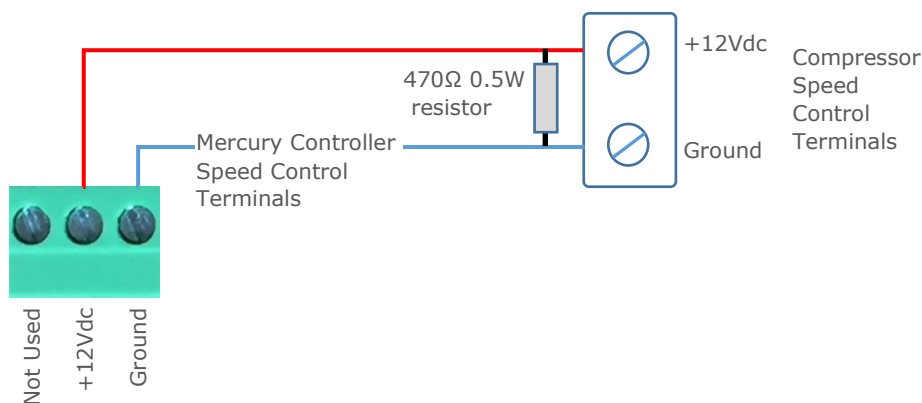 +12Vdc
Compressor
Speed
Control
Terminals
470Ω 0.5W
resistor
Mercury Controller
Speed Control
Terminals
Ground
Not Used
+12Vdc
Ground